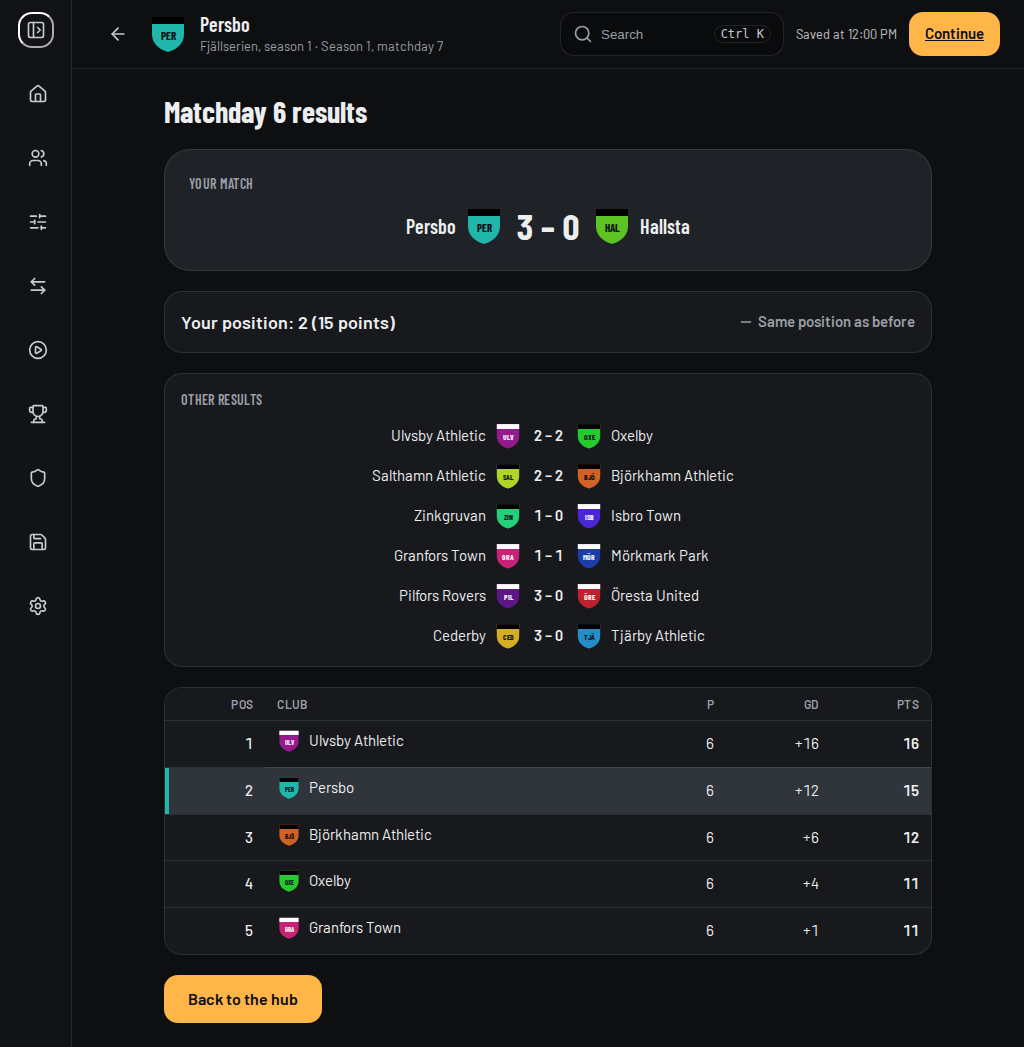 PER
Persbo
Fjällserien, season 1 · Season 1, matchday 7
Search
Ctrl K
Saved at 12:00 PM
Continue
Matchday 6 results
YOUR MATCH
Persbo PER 3 – 0 HAL Hallsta
Your position: 2 (15 points)
— Same position as before
OTHER RESULTS
Ulvsby Athletic ULV 2 – 2 OXE Oxelby
Salthamn Athletic SAL 2 – 2 BJÖ Björkhamn Athletic
Zinkgruvan ZIN 1 – 0 ISB Isbro Town
Granfors Town GRA 1 – 1 MÖR Mörkmark Park
Pilfors Rovers PIL 3 – 0 ÖRE Öresta United
Cederby CED 3 – 0 TJÄ Tjärby Athletic
POS CLUB P GD PTS
1 ULV Ulvsby Athletic 6 +16 16
2 PER Persbo 6 +12 15
3 BJÖ Björkhamn Athletic 6 +6 12
4 OXE Oxelby 6 +4 11
5 GRA Granfors Town 6 +1 11
Back to the hub